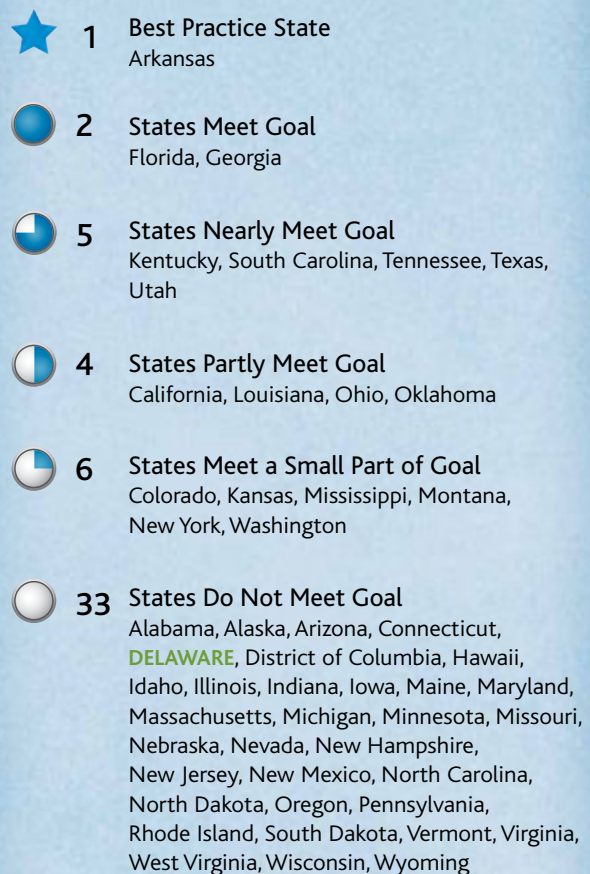 1 Best Practice State
Arkansas
2 States Meet Goal
Florida, Georgia
5 States Nearly Meet Goal
Kentucky, South Carolina, Tennessee, Texas,
Utah
4 States Partly Meet Goal
California, Louisiana, Ohio, Oklahoma
6 States Meet a Small Part of Goal
Colorado, Kansas, Mississippi, Montana,
New York, Washington
33 States Do Not Meet Goal
Alabama, Alaska, Arizona, Connecticut,
DELAWARE, District of Columbia, Hawaii,
Idaho, Illinois, Indiana, Iowa, Maine, Maryland,
Massachusetts, Michigan, Minnesota, Missouri,
Nebraska, Nevada, New Hampshire,
New Jersey, New Mexico, North Carolina,
North Dakota, Oregon, Pennsylvania,
Rhode Island, South Dakota, Vermont, Virginia,
West Virginia, Wisconsin, Wyoming